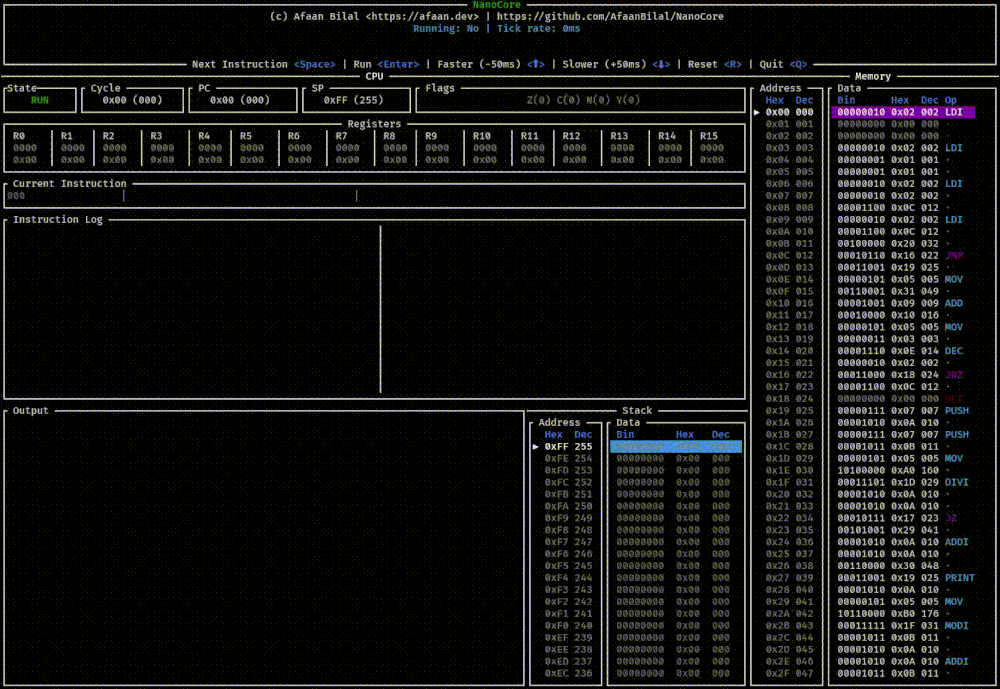 NanoCore
(c) Afaan Bilal <https://afaan.dev> | https://github.com/AfaanBilal/NanoCore
Running: No | Tick rate: 0ms
Next Instruction <Space> | Run <Enter> | Faster (-50ms) <↑> | Slower (+50ms) <↓> | Reset <R> | Quit <Q>
CPU
State
RUN
Cycle
0x00 (000)
PC
0x00 (000)
SP
0xFF (255)
Flags
Z(0) C(0) N(0) Y(0)
Registers
R0 R1 R2 R3 R4 R5 R6 R7 R8 R9 R10 R11 R12 R13 R14 R15
0000 0000 0000 0000 0000 0000 0000 0000 0000 0000 0000 0000 0000 0000 0000 0000
0x00 0x00 0x00 0x00 0x00 0x00 0x00 0x00 0x00 0x00 0x00 0x00 0x00 0x00 0x00 0x00
Current Instruction
000
Instruction Log
Output
Stack
Address Data
Hex Dec Bin Hex Dec
► 0xFF 255
0xFE 254 00000000 0x00 000
0xFD 253 00000000 0x00 000
0xFC 252 00000000 0x00 000
0xFB 251 00000000 0x00 000
0xFA 250 00000000 0x00 000
0xF9 249 00000000 0x00 000
0xF8 248 00000000 0x00 000
0xF7 247 00000000 0x00 000
0xF6 246 00000000 0x00 000
0xF5 245 00000000 0x00 000
0xF4 244 00000000 0x00 000
0xF3 243 00000000 0x00 000
0xF2 242 00000000 0x00 000
0xF1 241 00000000 0x00 000
0xF0 240 00000000 0x00 000
0xEF 239 00000000 0x00 000
0xEE 238 00000000 0x00 000
0xED 237 00000000 0x00 000
0xEC 236 00000000 0x00 000
Memory
Address Data
Hex Dec Bin Hex Dec Op
► 0x00 000 00000010 0x02 002 LDI
0x01 001 00000000 0x00 000 ·
0x02 002 00000000 0x00 000 ·
0x03 003 00000010 0x02 002 LDI
0x04 004 00000001 0x01 001 ·
0x05 005 00000001 0x01 001 ·
0x06 006 00000010 0x02 002 LDI
0x07 007 00000010 0x02 002 ·
0x08 008 00001100 0x0C 012 ·
0x09 009 00000010 0x02 002 LDI
0x0A 010 00001100 0x0C 012 ·
0x0B 011 00100000 0x20 032 ·
0x0C 012 00010110 0x16 022 JMP
0x0D 013 00011001 0x19 025 ·
0x0E 014 00000101 0x05 005 MOV
0x0F 015 00110001 0x31 049 ·
0x10 016 00001001 0x09 009 ADD
0x11 017 00010000 0x10 016 ·
0x12 018 00000101 0x05 005 MOV
0x13 019 00000011 0x03 003 ·
0x14 020 00001110 0x0E 014 DEC
0x15 021 00000010 0x02 002 ·
0x16 022 00011000 0x18 024 JNZ
0x17 023 00001100 0x0C 012 ·
0x18 024 00000000 0x00 000 HLT
0x19 025 00000111 0x07 007 PUSH
0x1A 026 00001010 0x0A 010 ·
0x1B 027 00000111 0x07 007 PUSH
0x1C 028 00001011 0x0B 011 ·
0x1D 029 00000101 0x05 005 MOV
0x1E 030 10100000 0xA0 160 ·
0x1F 031 00011101 0x1D 029 DIVI
0x20 032 00001010 0x0A 010 ·
0x21 033 00001010 0x0A 010 ·
0x22 034 00010111 0x17 023 JZ
0x23 035 00101001 0x29 041 ·
0x24 036 00001010 0x0A 010 ADDI
0x25 037 00001010 0x0A 010 ·
0x26 038 00110000 0x30 048 ·
0x27 039 00011001 0x19 025 PRINT
0x28 040 00001010 0x0A 010 ·
0x29 041 00000101 0x05 005 MOV
0x2A 042 10110000 0xB0 176 ·
0x2B 043 00011111 0x1F 031 MODI
0x2C 044 00001011 0x0B 011 ·
0x2D 045 00001010 0x0A 010 ·
0x2E 046 00001010 0x0A 010 ADDI
0x2F 047 00001011 0x0B 011 ·